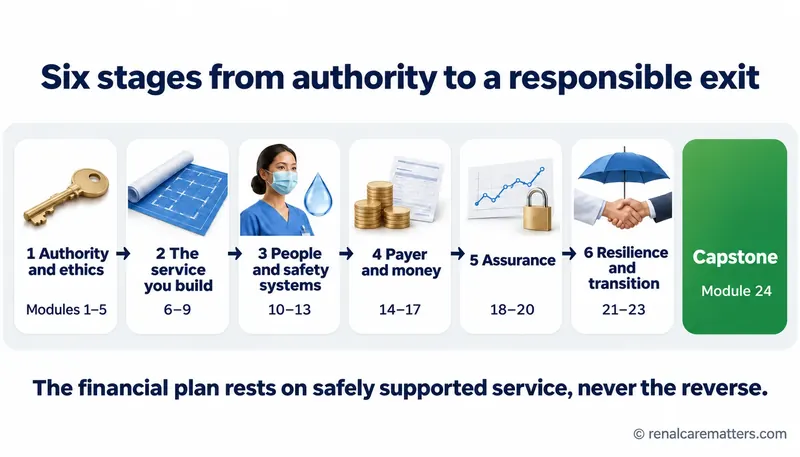 Six stages from authority to a responsible exit
1 Authority
and ethics
Modules 1–5
2 The
service
you build
6–9
3 People
and safety
systems
10–13
4 Payer
and money
14–17
5 Assurance
18–20
6 Resilience
and
transition
21–23
Capstone
Module 24
The financial plan rests on safely supported service, never the reverse.
© renalcarematters.com